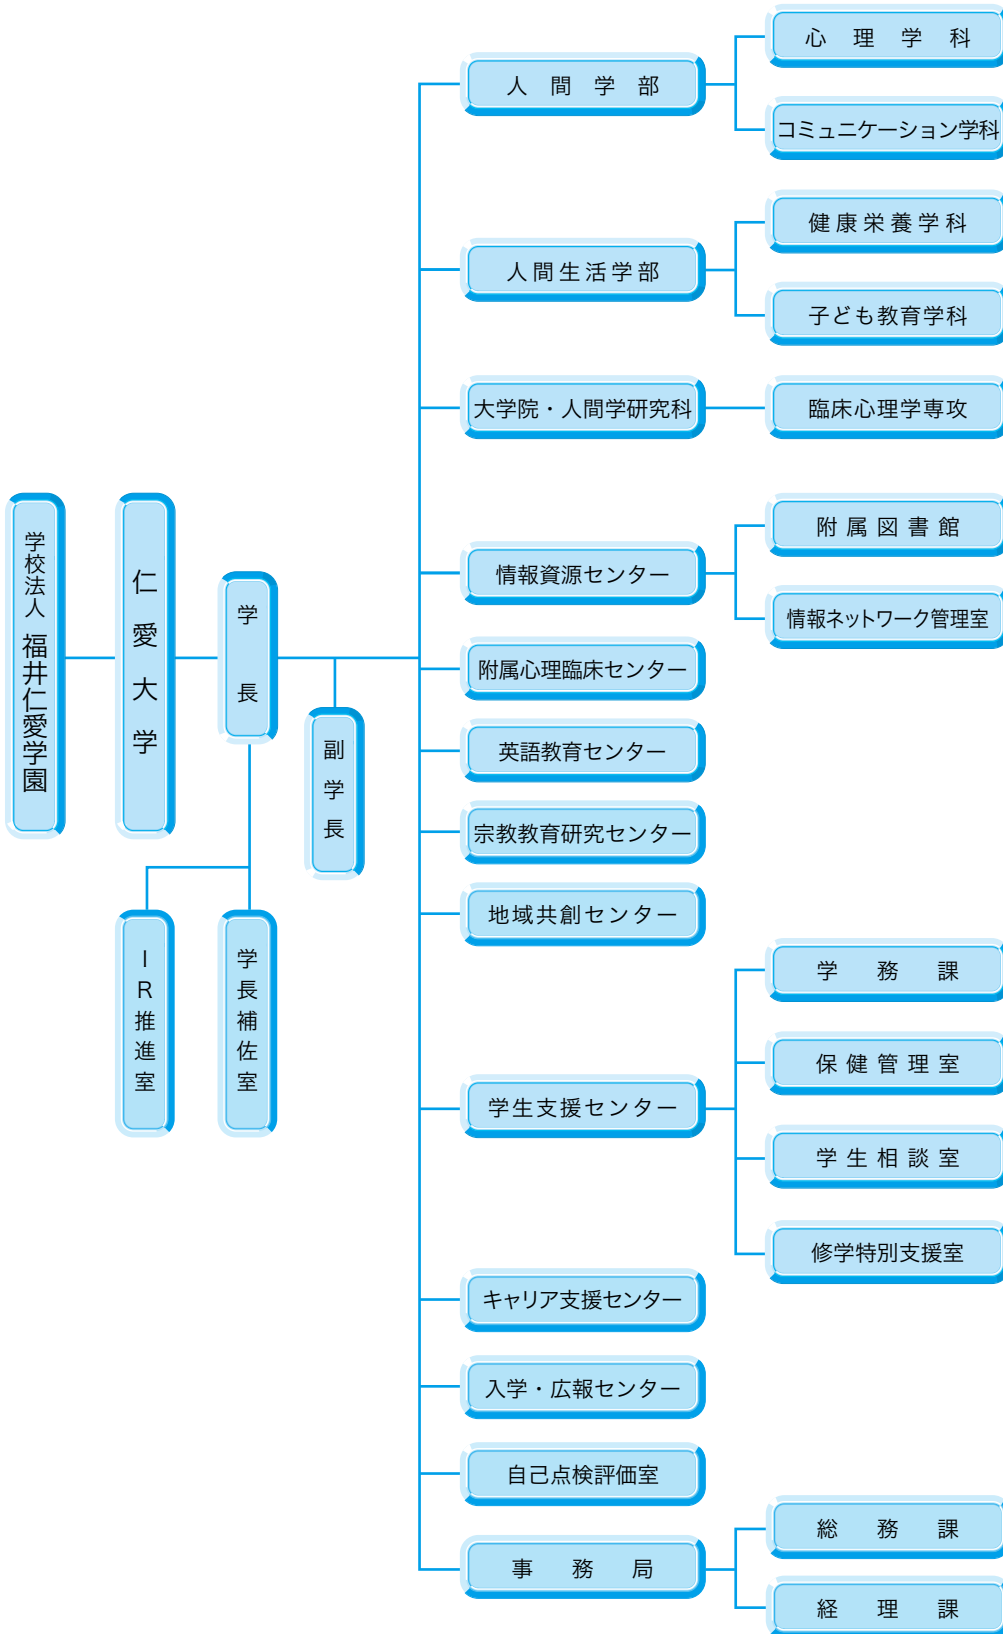 学校法人 福井仁愛学園
仁愛大学
学長
副学長
IR推進室
学長補佐室
人間学部
心理学科
コミュニケーション学科
人間生活学部
健康栄養学科
子ども教育学科
大学院・人間学研究科
臨床心理学専攻
情報資源センター
附属図書館
情報ネットワーク管理室
附属心理臨床センター
英語教育センター
宗教教育研究センター
地域共創センター
学生支援センター
学務課
保健管理室
学生相談室
修学特別支援室
キャリア支援センター
入学・広報センター
自己点検評価室
事務局
総務課
経理課